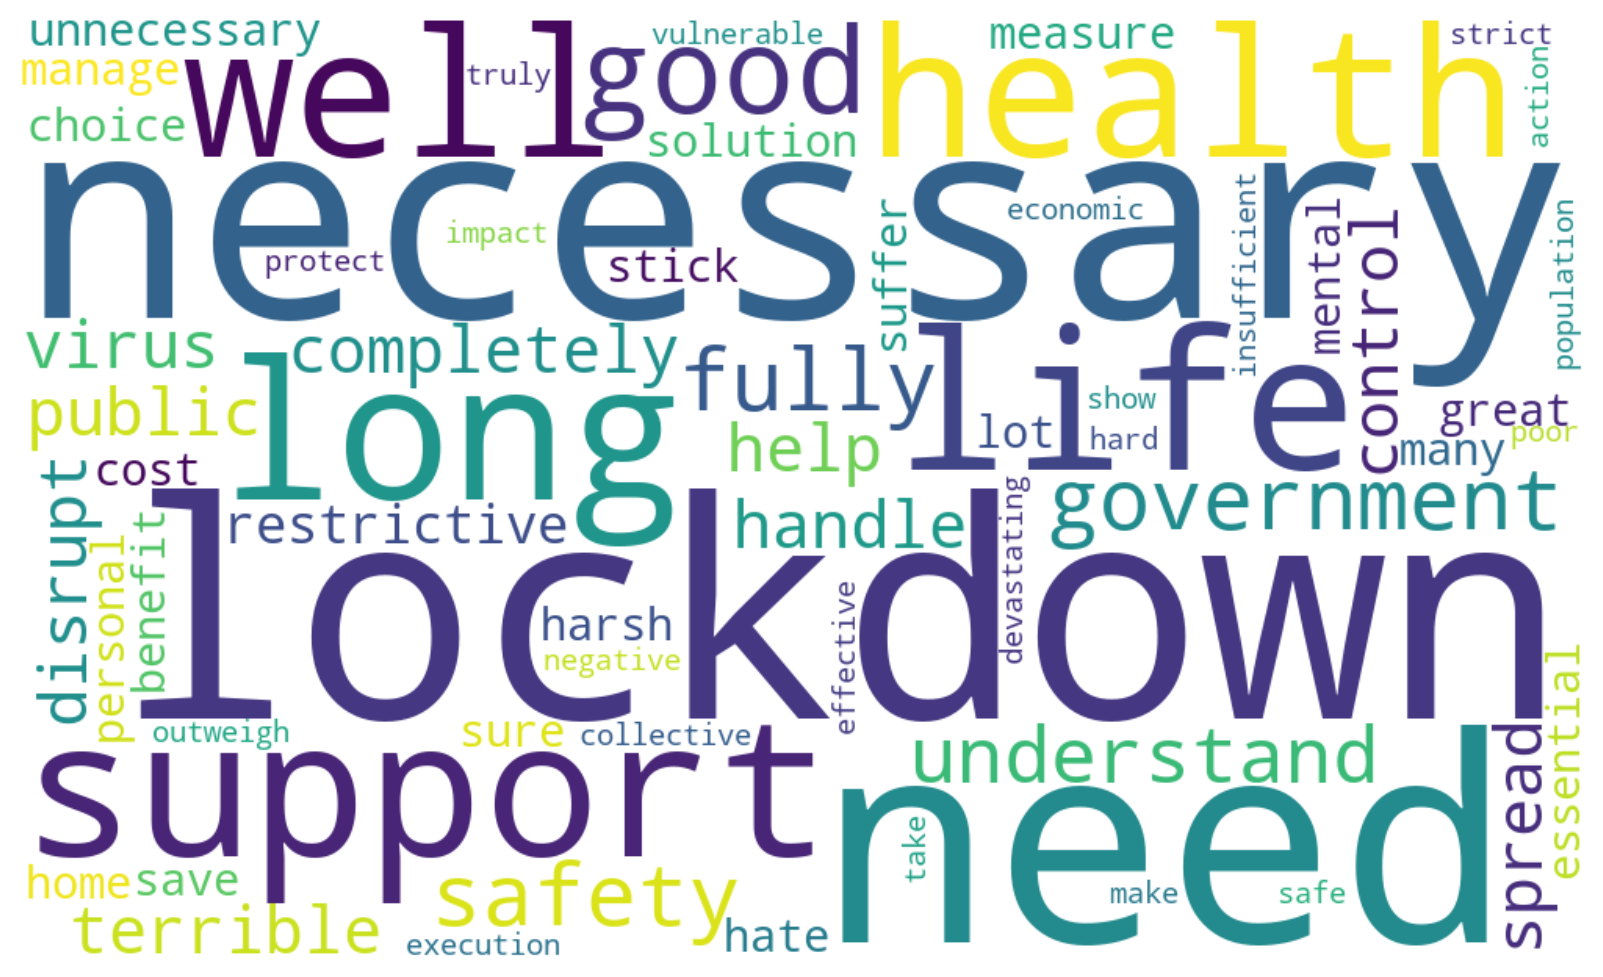 unnecessary
vulnerable
measure
strict
manage
well
truly
good
health
action
choice
solution
necessary
economic
insufficient
mental
control
population
suffer
impact
protect
stick
virus
completely
long
fully
life
show
public
help
lot
hard
great
many
poor
cost
disrupt
restrictive
handle
devastating
government
personal
benefit
lockdown
harsh
negative
effective
essential
outweigh
sure
collective
understand
spread
support
need
take
home
save
safety
make
safe
terrible
execution
hate